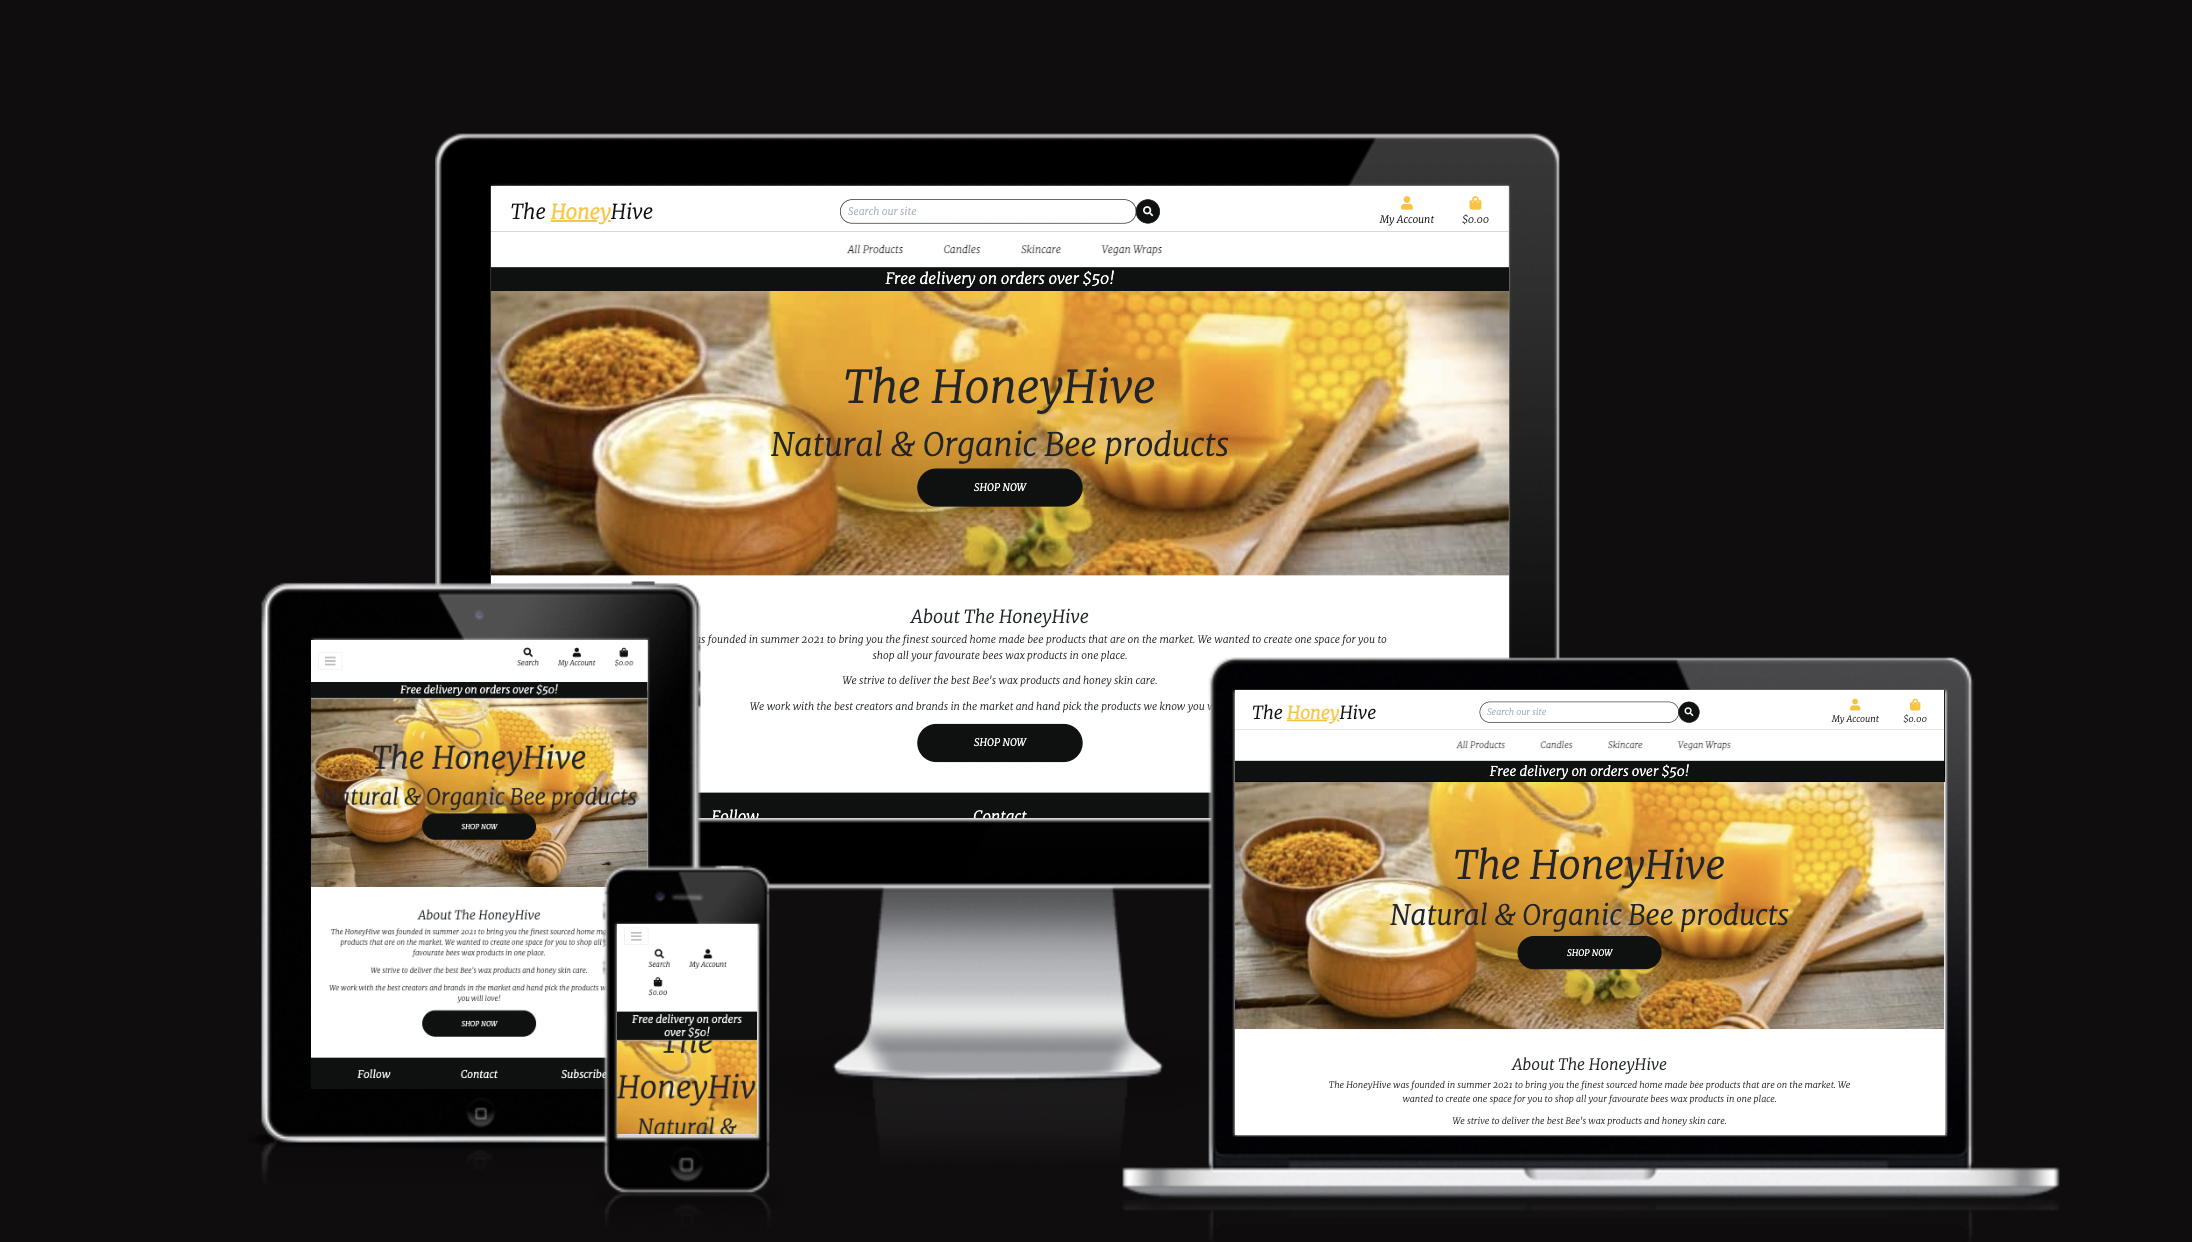 The HoneyHive
Search our site
My Account
$0.00
All Products Candles Skincare Vegan Wraps
Free delivery on orders over $50!
The HoneyHive
Natural & Organic Bee products
SHOP NOW
About The HoneyHive
founded in summer 2021 to bring you the finest sourced home made bee products that are on the market. We wanted to create one space for you to
shop all your favourate bees wax products in one place.
We strive to deliver the best Bee's wax products and honey skin care.
We work with the best creators and brands in the market and hand pick the products we know you
SHOP NOW
Follow Contact
Search My Account $0.00
Free delivery on orders over $50!
The HoneyHive
Natural & Organic Bee products
SHOP NOW
About The HoneyHive
The HoneyHive was founded in summer 2021 to bring you the finest sourced home made bee
products that are on the market. We wanted to create one space for you to shop all
favourate bees wax products in one place.
We strive to deliver the best Bee's wax products and honey skin care.
We work with the best creators and brands in the market and hand pick the products
you will love!
SHOP NOW
Follow Contact Subscribe
Search My Account
$0.00
Free delivery on orders
over $50!
The
HoneyHiv
Natural &
The HoneyHive
Search our site
My Account
$0.00
All Products Candles Skincare Vegan Wraps
Free delivery on orders over $50!
The HoneyHive
Natural & Organic Bee products
SHOP NOW
About The HoneyHive
The HoneyHive was founded in summer 2021 to bring you the finest sourced home made bee products that are on the market. We
wanted to create one space for you to shop all your favourate bees wax products in one place.
We strive to deliver the best Bee's wax products and honey skin care.